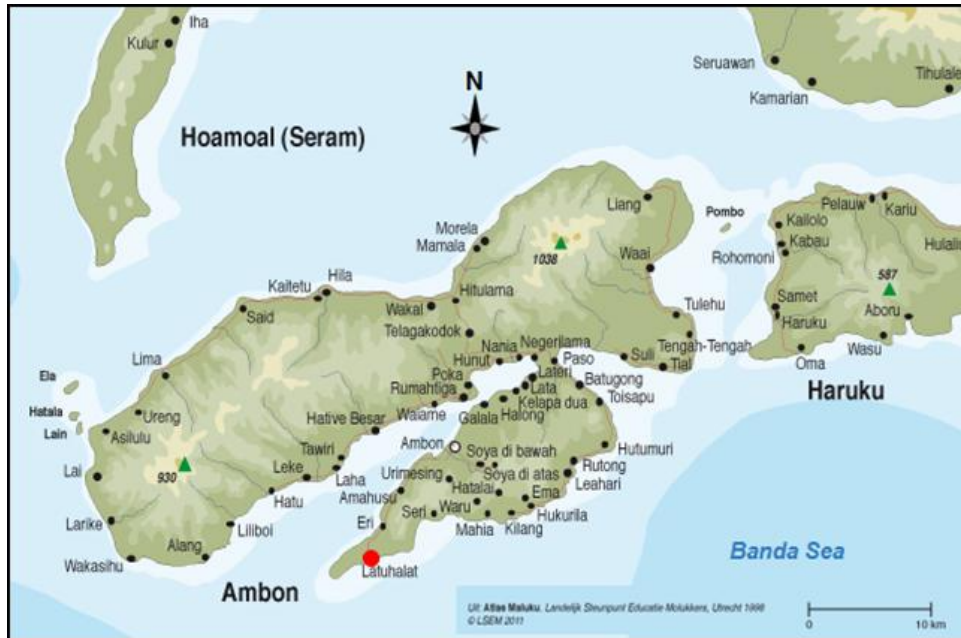 Iha
Kulur
Seruawan
Kamarian
Tihulale
N
Hoamoal (Seram)
Liang
Pombo
Pelauw
Kariu
Kailolo
Morela
Mamala
Kabau
Hulaliu
1038
Waai
Rohomoni
587
Hila
Kaitetu
Hitulama
Said
Wakal
Samet
Aboru
Tulehu
Haruku
Telagakodok
Nania
Negerilama
Tengah-Tengah
Wasu
Lima
Hunut
Paso
Suli
Tial
Oma
Ela
Poka
Lateri
Batugong
Haruku
Rumahtiga
Lata
Kelapa dua
Toisapu
Hatala
Ureng
Hative Besar
Waiame
Galala
Halong
Lain
Asilulu
Ambon
Hutumuri
Tawiri
Soya di bawah
Rutong
Lai
930
Leke
Laha
Urimesing
Soya di atas
Leahari
Hatu
Amahusu
Hatalai
Ema
Larike
Liliboi
Eri
Seri
Waru
Mahia
Kilang
Hukurila
Wakasihu
Alang
Latuhalat
Banda Sea
Ambon
Uit: Atlas Maluku, Landelijk Steunpunt Educatie Molukkers, Utrecht 1998
© LSEM 2011
0 10 km